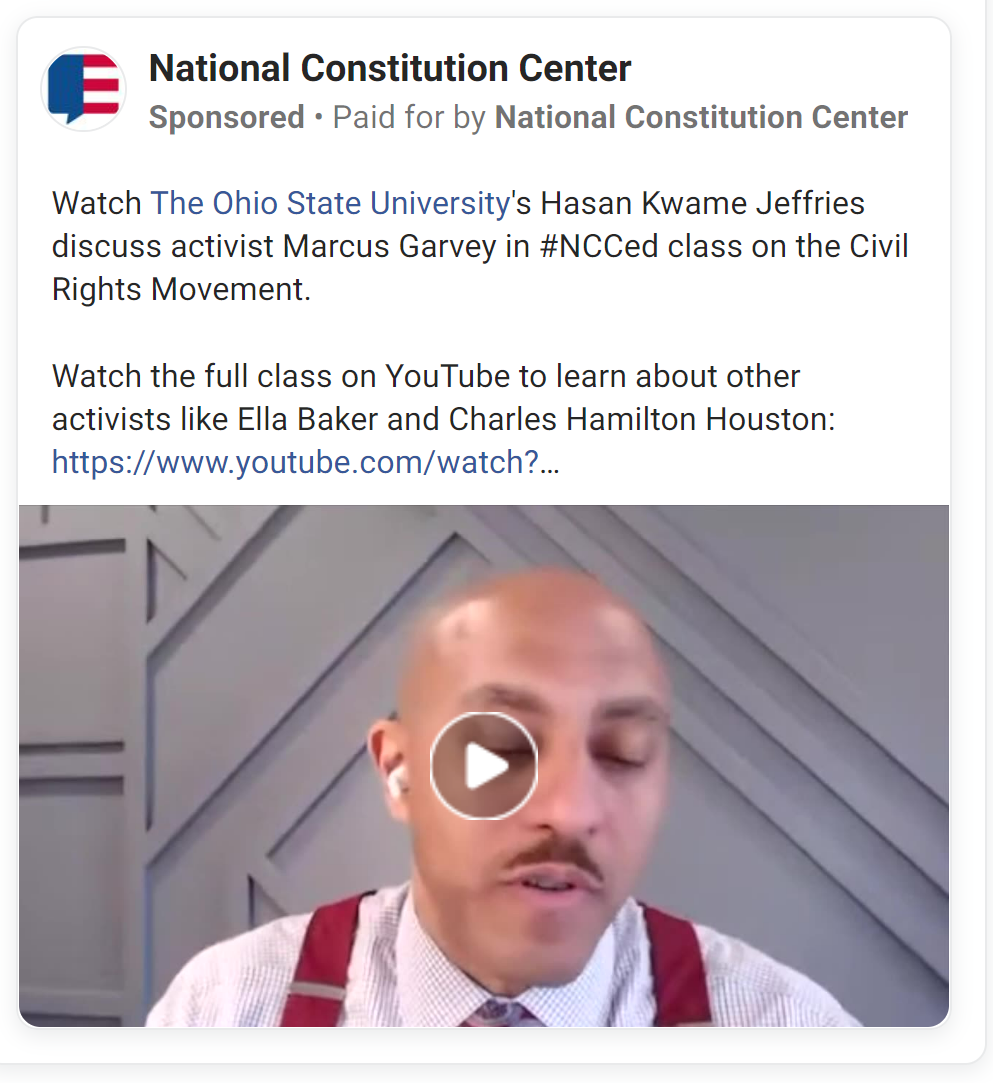 National Constitution Center
Sponsored • Paid for by National Constitution Center
Watch The Ohio State University's Hasan Kwame Jeffries
discuss activist Marcus Garvey in #NCCed class on the Civil
Rights Movement.
Watch the full class on YouTube to learn about other
activists like Ella Baker and Charles Hamilton Houston:
https://www.youtube.com/watch?...